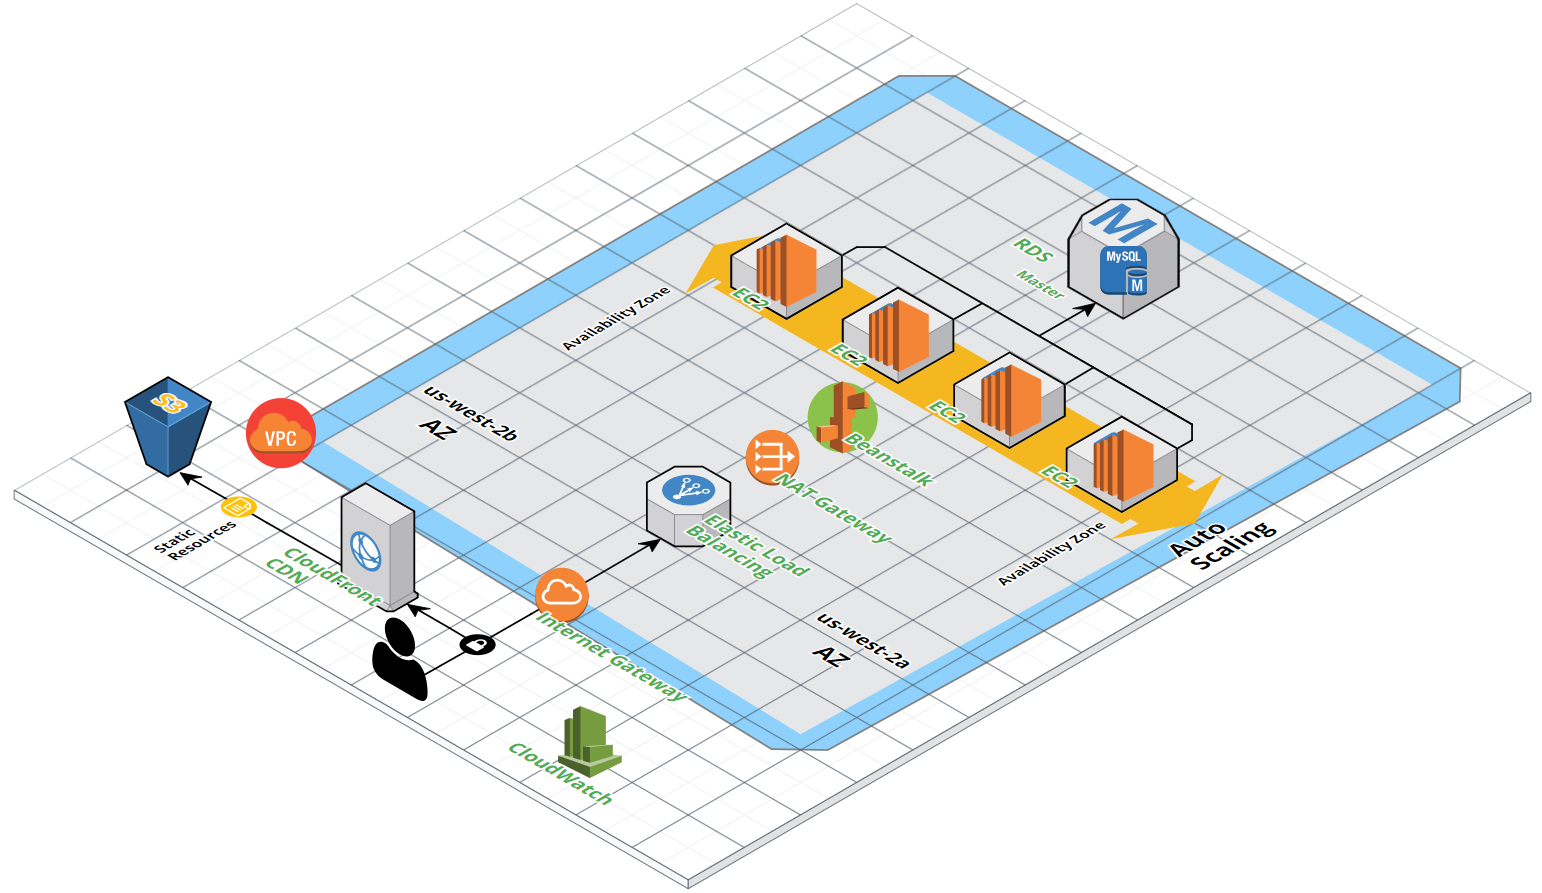 M
MySQL
M
RDS
Master
EC2
EC2
EC2
EC2
Availability Zone
us-west-2b
AZ
S3
VPC
Static
Resources
CloudFront
CDN
Beanstalk
NAT-Gateway
Elastic Load
Balancing
Internet Gateway
Availability Zone
us-west-2a
AZ
Auto
Scaling
CloudWatch